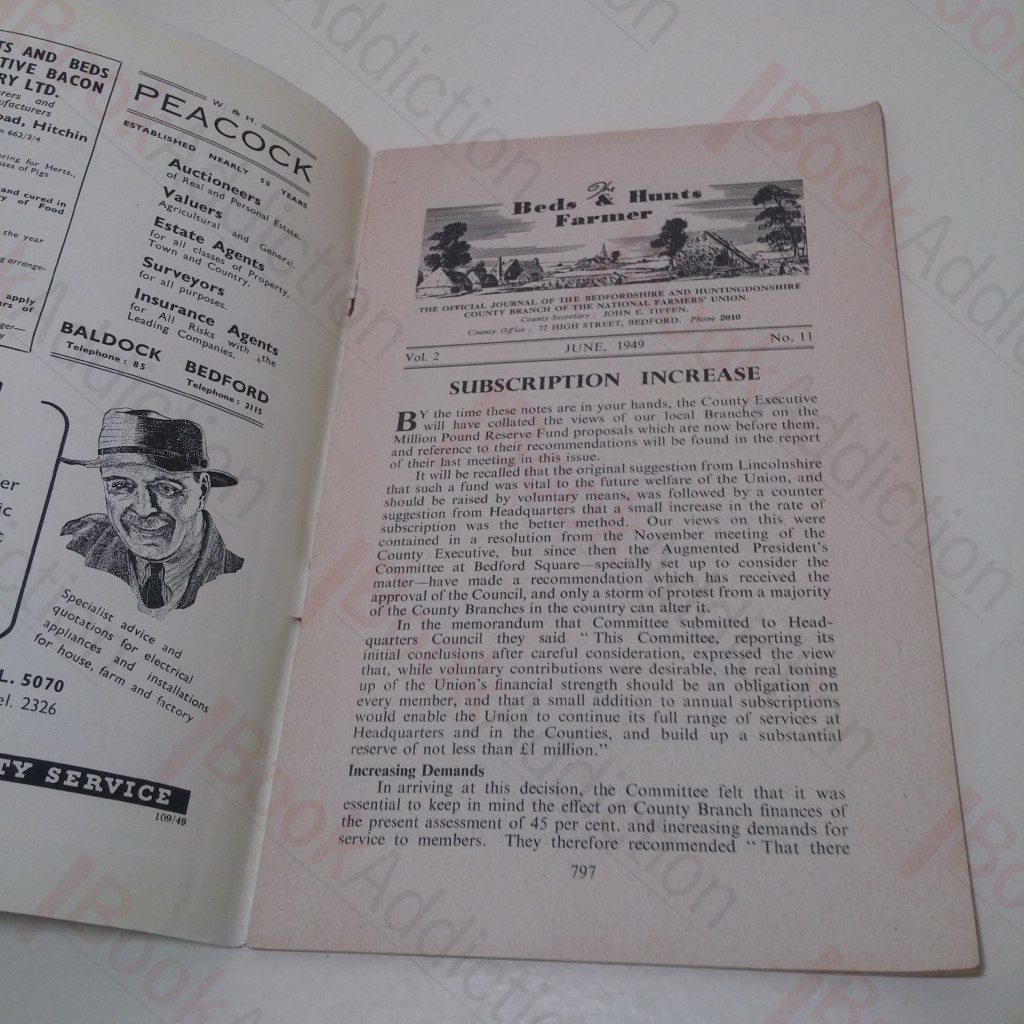 TS AND BEDS
TIVE BACON
RY LTD.
rers and
ufacturers
oad, Hitchin
n 662/3/4
ering for Herts.,
sses of Pigs
and cured in
ry of Food
the year
ng arrange-
apply
ers of
ger—
y
W. & H.
PEACOCK
ESTABLISHED NEARLY 50 YEARS
Auctioneers
of Real and Personal Estate.
Valuers
Agricultural and General.
Estate Agents
for all classes of Property,
Town and Country.
Surveyors
for all purposes.
Insurance Agents
for All Risks with the
Leading Companies.
BALDOCK BEDFORD
Telephone : 85 Telephone : 3115
er
ic
t
Specialist advice and
quotations for electrical
appliances and installations
for house, farm and factory
L. 5070
el. 2326
TY SERVICE
109/49
The
Beds & Hunts
Farmer
THE OFFICIAL JOURNAL OF THE BEDFORDSHIRE AND HUNTINGDONSHIRE
COUNTY BRANCH OF THE NATIONAL FARMERS' UNION.
County Secretary : JOHN E. TIFFEN.
County Office : 72 HIGH STREET, BEDFORD. Phone 2010
Vol. 2 JUNE, 1949 No. 11
SUBSCRIPTION INCREASE
BY the time these notes are in your hands, the County Executive
will have collated the views of our local Branches on the
Million Pound Reserve Fund proposals which are now before them,
and reference to their recommendations will be found in the report
of their last meeting in this issue.
It will be recalled that the original suggestion from Lincolnshire
that such a fund was vital to the future welfare of the Union, and
should be raised by voluntary means, was followed by a counter
suggestion from Headquarters that a small increase in the rate of
subscription was the better method. Our views on this were
contained in a resolution from the November meeting of the
County Executive, but since then the Augmented President's
Committee at Bedford Square—specially set up to consider the
matter—have made a recommendation which has received the
approval of the Council, and only a storm of protest from a majority
of the County Branches in the country can alter it.
In the memorandum that Committee submitted to Head-
quarters Council they said "This Committee, reporting its
initial conclusions after careful consideration, expressed the view
that, while voluntary contributions were desirable, the real toning
up of the Union's financial strength should be an obligation on
every member, and that a small addition to annual subscriptions
would enable the Union to continue its full range of services at
Headquarters and in the Counties, and build up a substantial
reserve of not less than £1 million."
Increasing Demands
In arriving at this decision, the Committee felt that it was
essential to keep in mind the effect on County Branch finances of
the present assessment of 45 per cent. and increasing demands for
service to members. They therefore recommended "That there
797